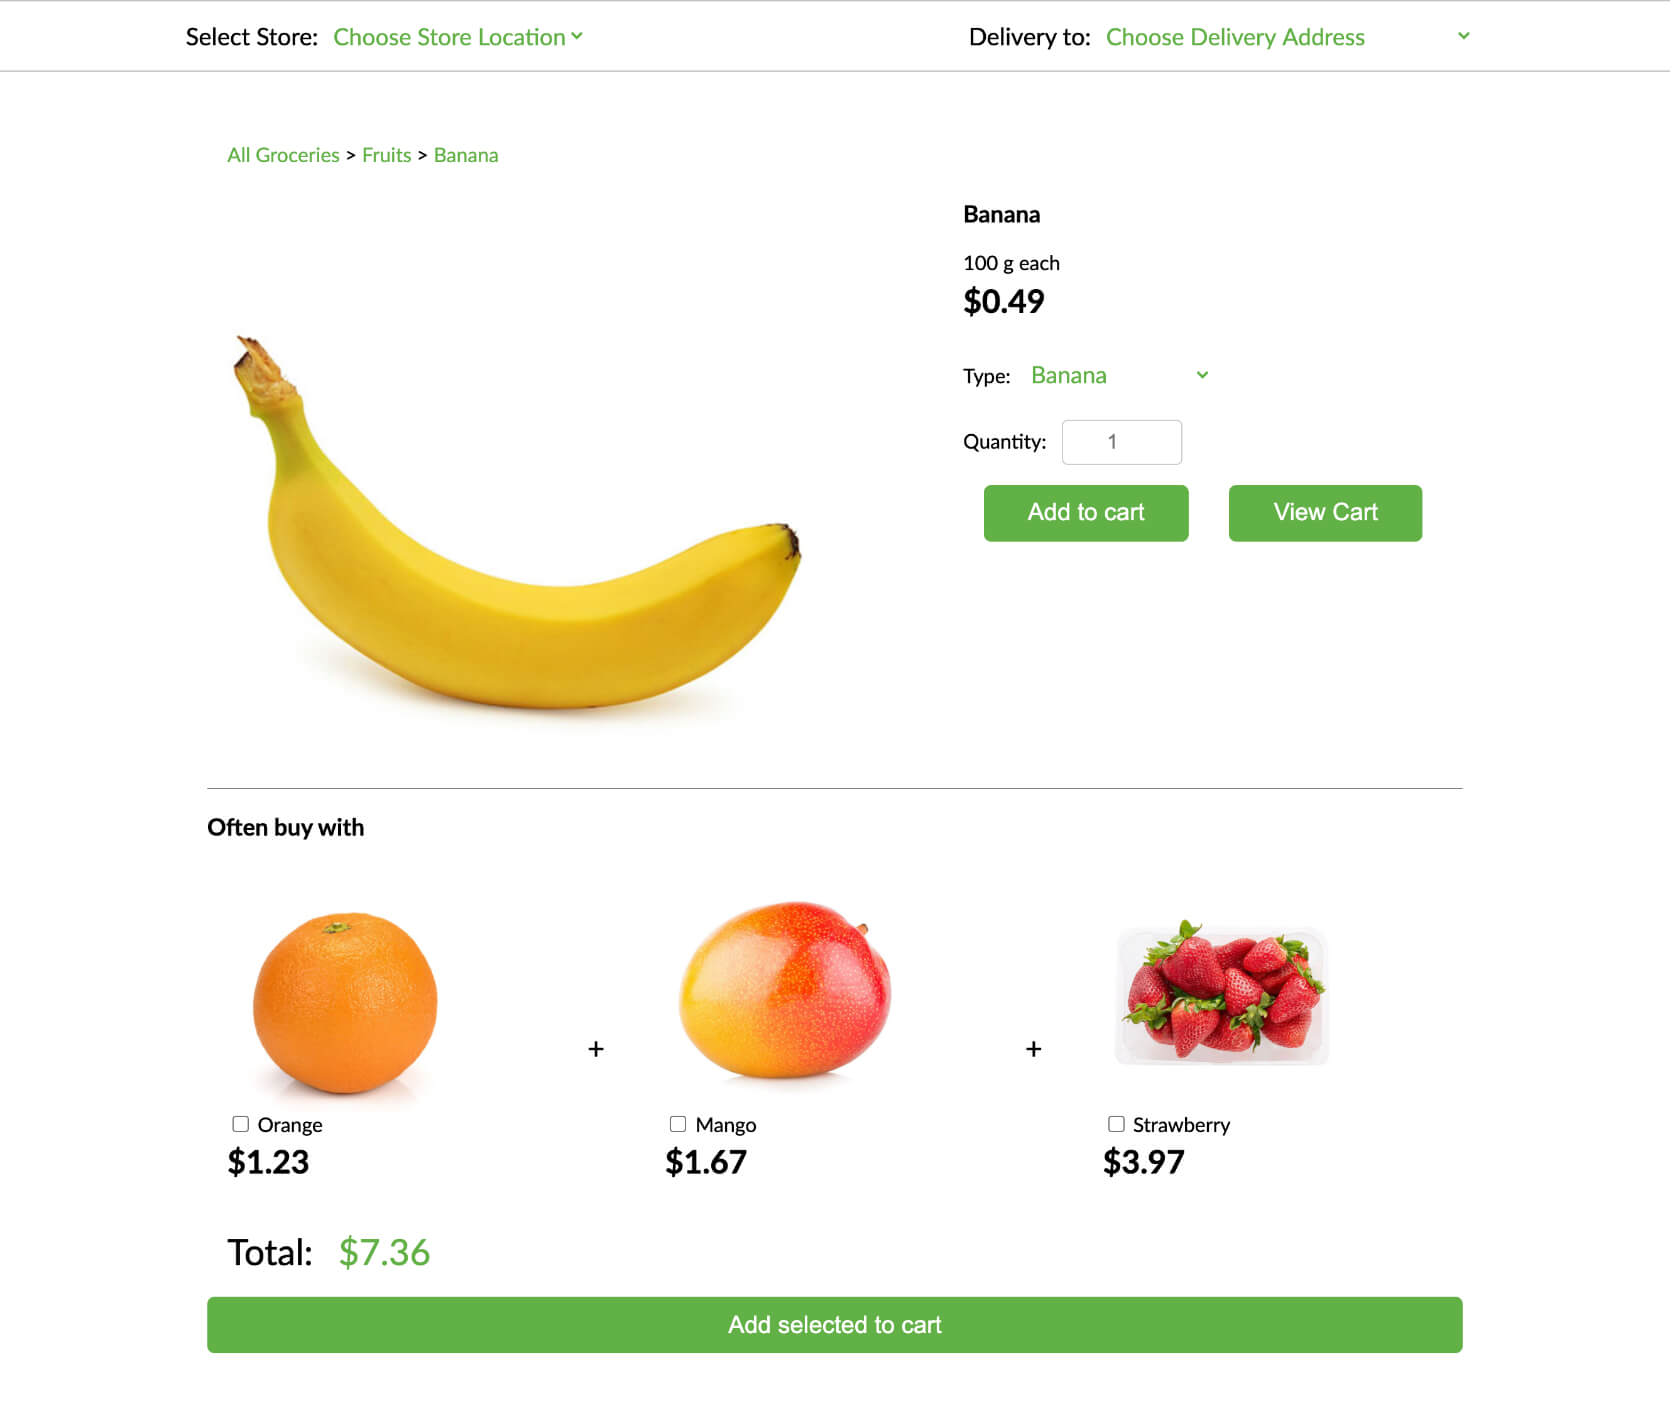 Select Store: Choose Store Location
Delivery to: Choose Delivery Address
All Groceries > Fruits > Banana
Banana
100 g each
$0.49
Type: Banana
Quantity: 1
Add to cart
View Cart
Often buy with
+
+
Orange
$1.23
Mango
$1.67
Strawberry
$3.97
Total: $7.36
Add selected to cart